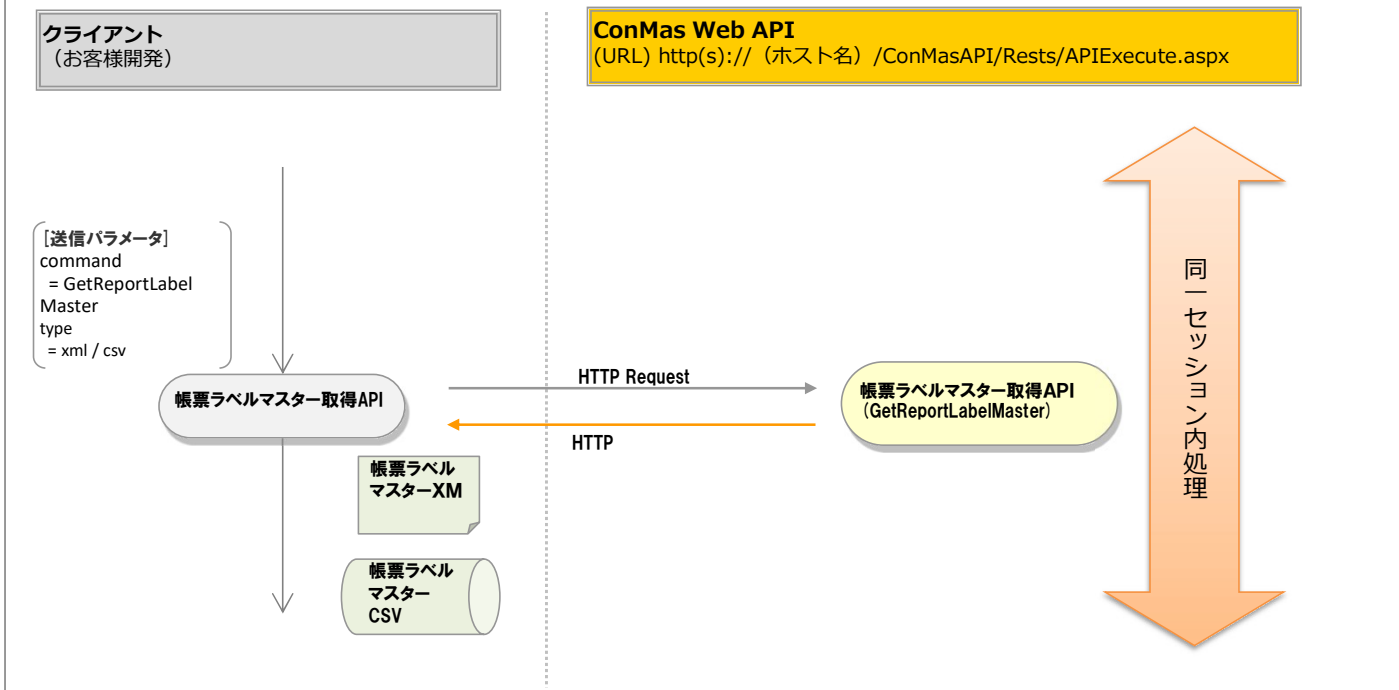 クライアント
（お客様開発）
ConMas Web API
(URL) http(s)://（ホスト名）/ConMasAPI/Rests/APIExecute.aspx
[送信パラメータ]
command
= GetReportLabel
Master
type
= xml / csv
帳票ラベルマスター取得API
HTTP Request
HTTP
帳票ラベルマスター取得API
（GetReportLabelMaster）
帳票ラベル
マスターXM
帳票ラベル
マスター
CSV
同一セッション内処理